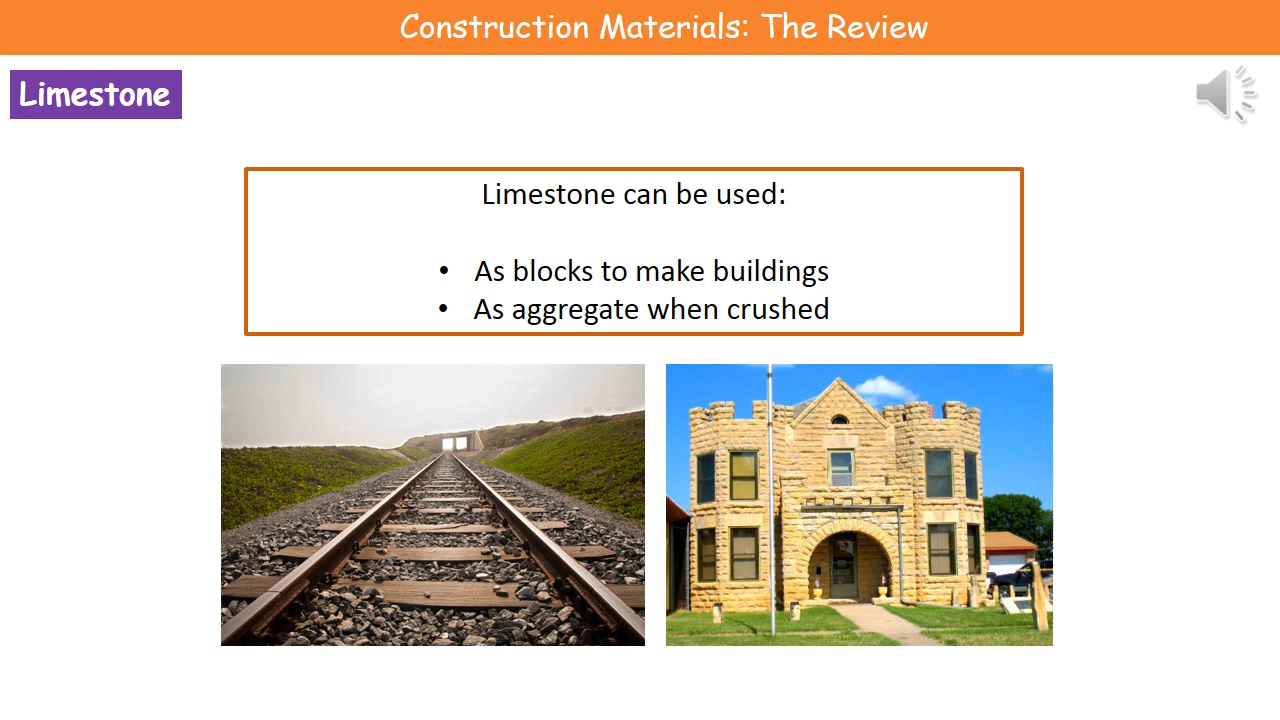 Construction Materials: The Review
Limestone
Limestone can be used:
• As blocks to make buildings
• As aggregate when crushed